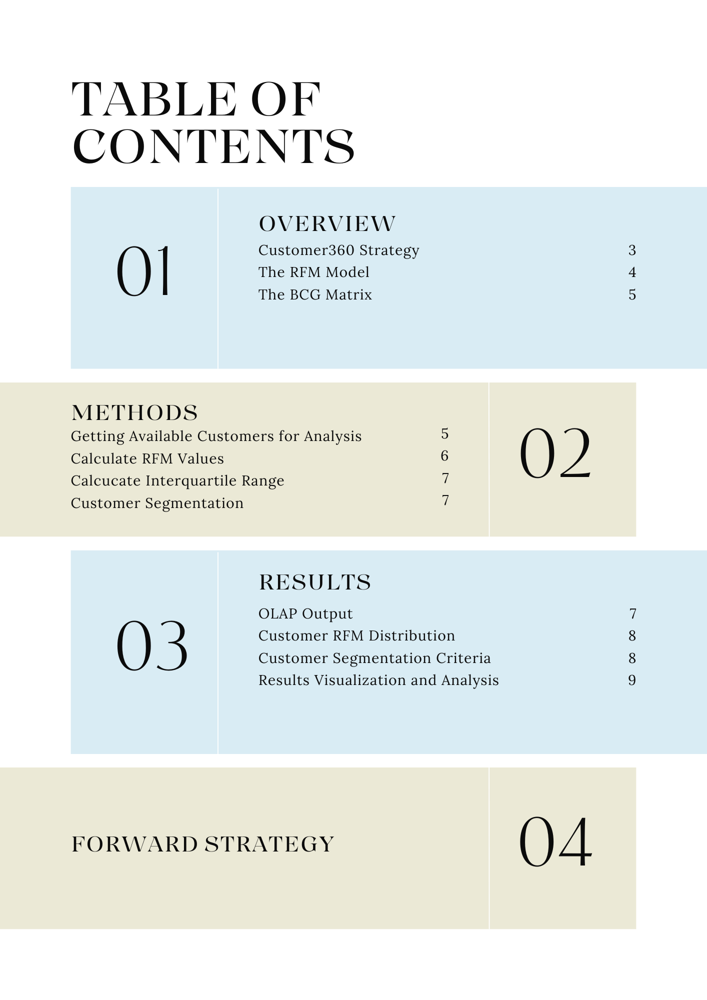 TABLE OF
CONTENTS
01
OVERVIEW
Customer360 Strategy 3
The RFM Model 4
The BCG Matrix 5
METHODS
Getting Available Customers for Analysis 5
Calculate RFM Values 6
Calcucate Interquartile Range 7
Customer Segmentation 7
02
03
RESULTS
OLAP Output 7
Customer RFM Distribution 8
Customer Segmentation Criteria 8
Results Visualization and Analysis 9
FORWARD STRATEGY
04